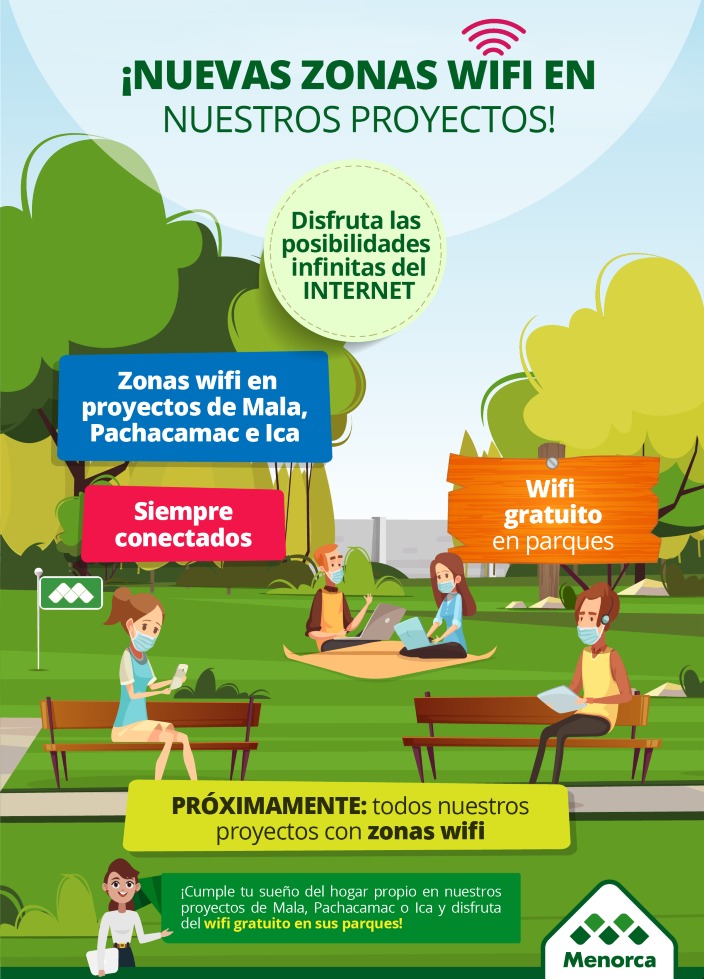 ¡NUEVAS ZONAS WIFI EN
NUESTROS PROYECTOS!
Disfruta las
posibilidades
infinitas del
INTERNET
Zonas wifi en
proyectos de Mala,
Pachacamac e Ica
Siempre
conectados
Wifi
gratuito
en parques
PRÓXIMAMENTE: todos nuestros
proyectos con zonas wifi
¡Cumple tu sueño del hogar propio en nuestros
proyectos de Mala, Pachacamac o Ica y disfruta
del wifi gratuito en sus parques!
Menorca